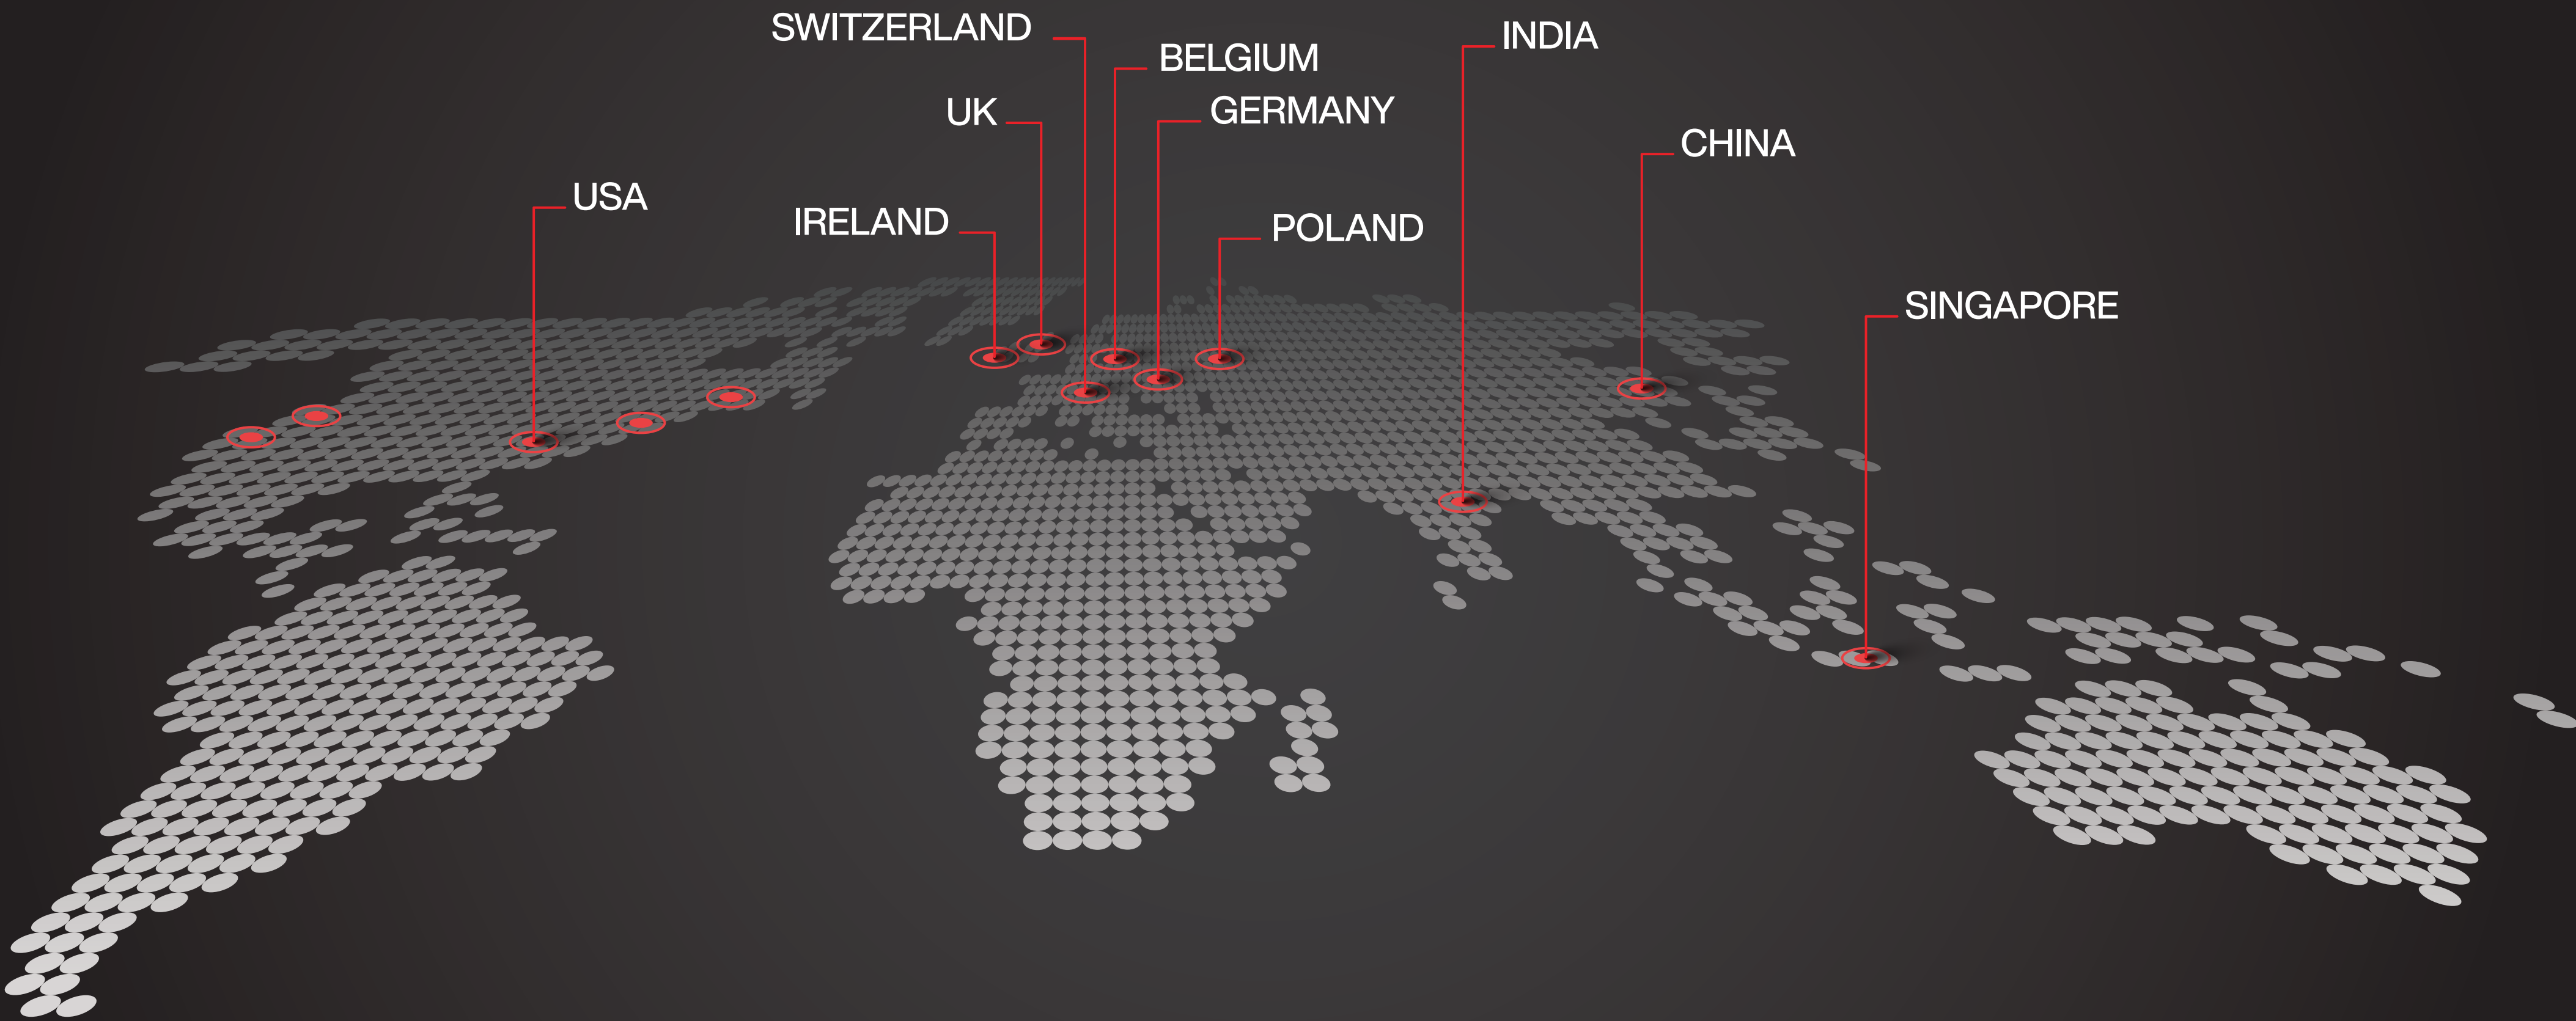 SWITZERLAND
INDIA
BELGIUM
UK
GERMANY
CHINA
USA
IRELAND
POLAND
SINGAPORE